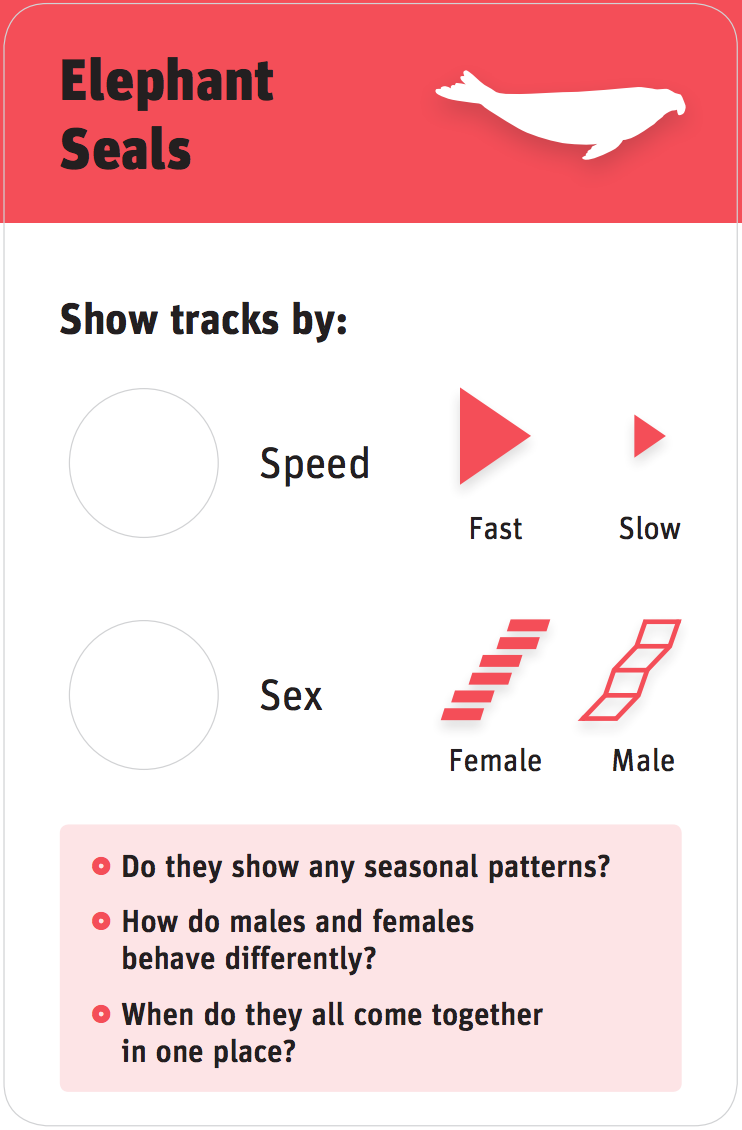 Elephant
Seals
Show tracks by:
Speed
Fast
Slow
Sex
Female
Male
Do they show any seasonal patterns?
How do males and females
behave differently?
When do they all come together
in one place?